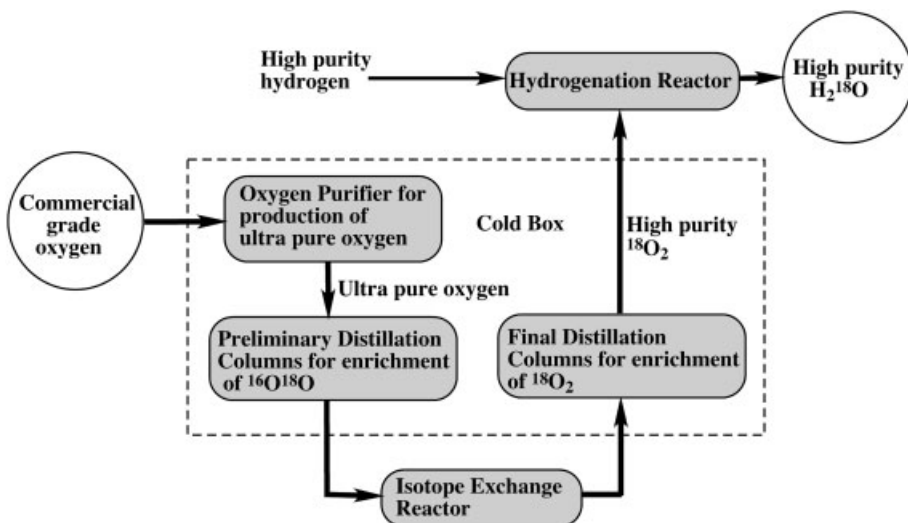 High purity
hydrogen
Hydrogenation Reactor
High purity
H₂¹⁸O
Commercial
grade
oxygen
Oxygen Purifier for
production of
ultra pure oxygen
Cold Box
High purity
¹⁸O₂
Ultra pure oxygen
Preliminary Distillation
Columns for enrichment
of ¹⁶O¹⁸O
Final Distillation
Columns for enrichment
of ¹⁸O₂
Isotope Exchange
Reactor